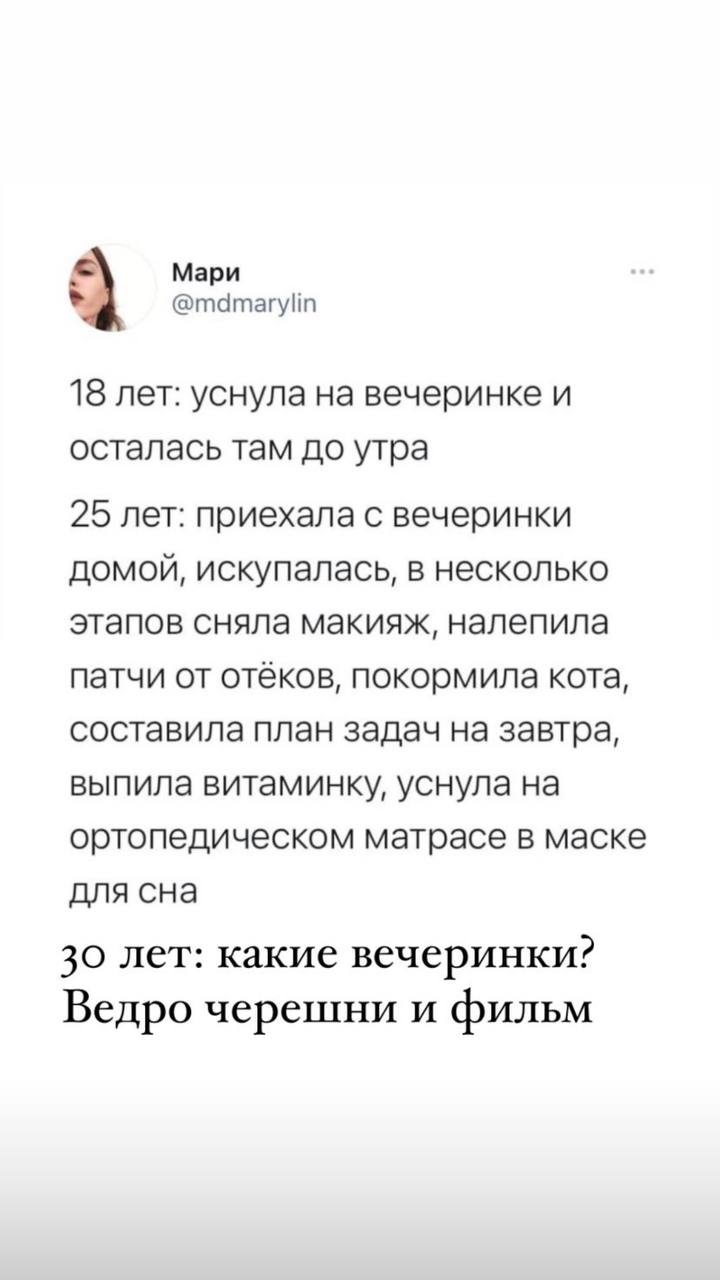 Мари
@mdmarylin
18 лет: уснула на вечеринке и
осталась там до утра
25 лет: приехала с вечеринки
домой, искупалась, в несколько
этапов сняла макияж, налепила
патчи от отёков, покормила кота,
составила план задач на завтра,
выпила витаминку, уснула на
ортопедическом матрасе в маске
для сна
30 лет: какие вечеринки?
Ведро черешни и фильм